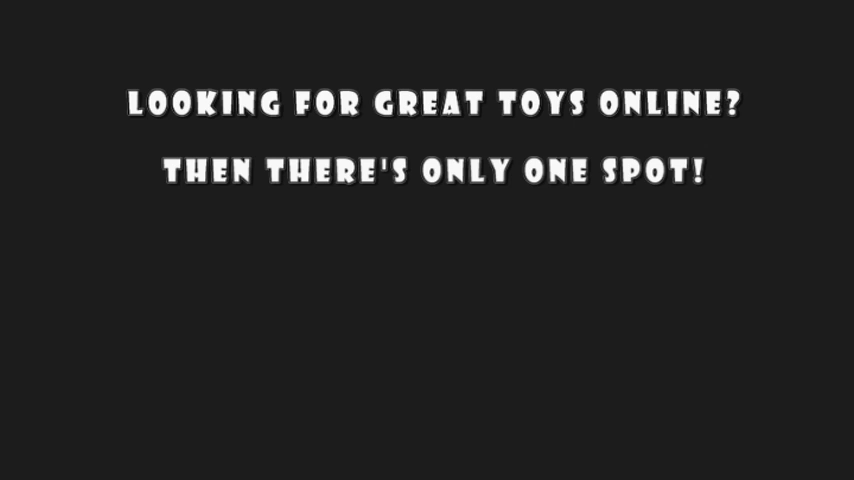 LOOKING FOR GREAT TOYS ONLINE?
THEN THERE'S ONLY ONE SPOT!